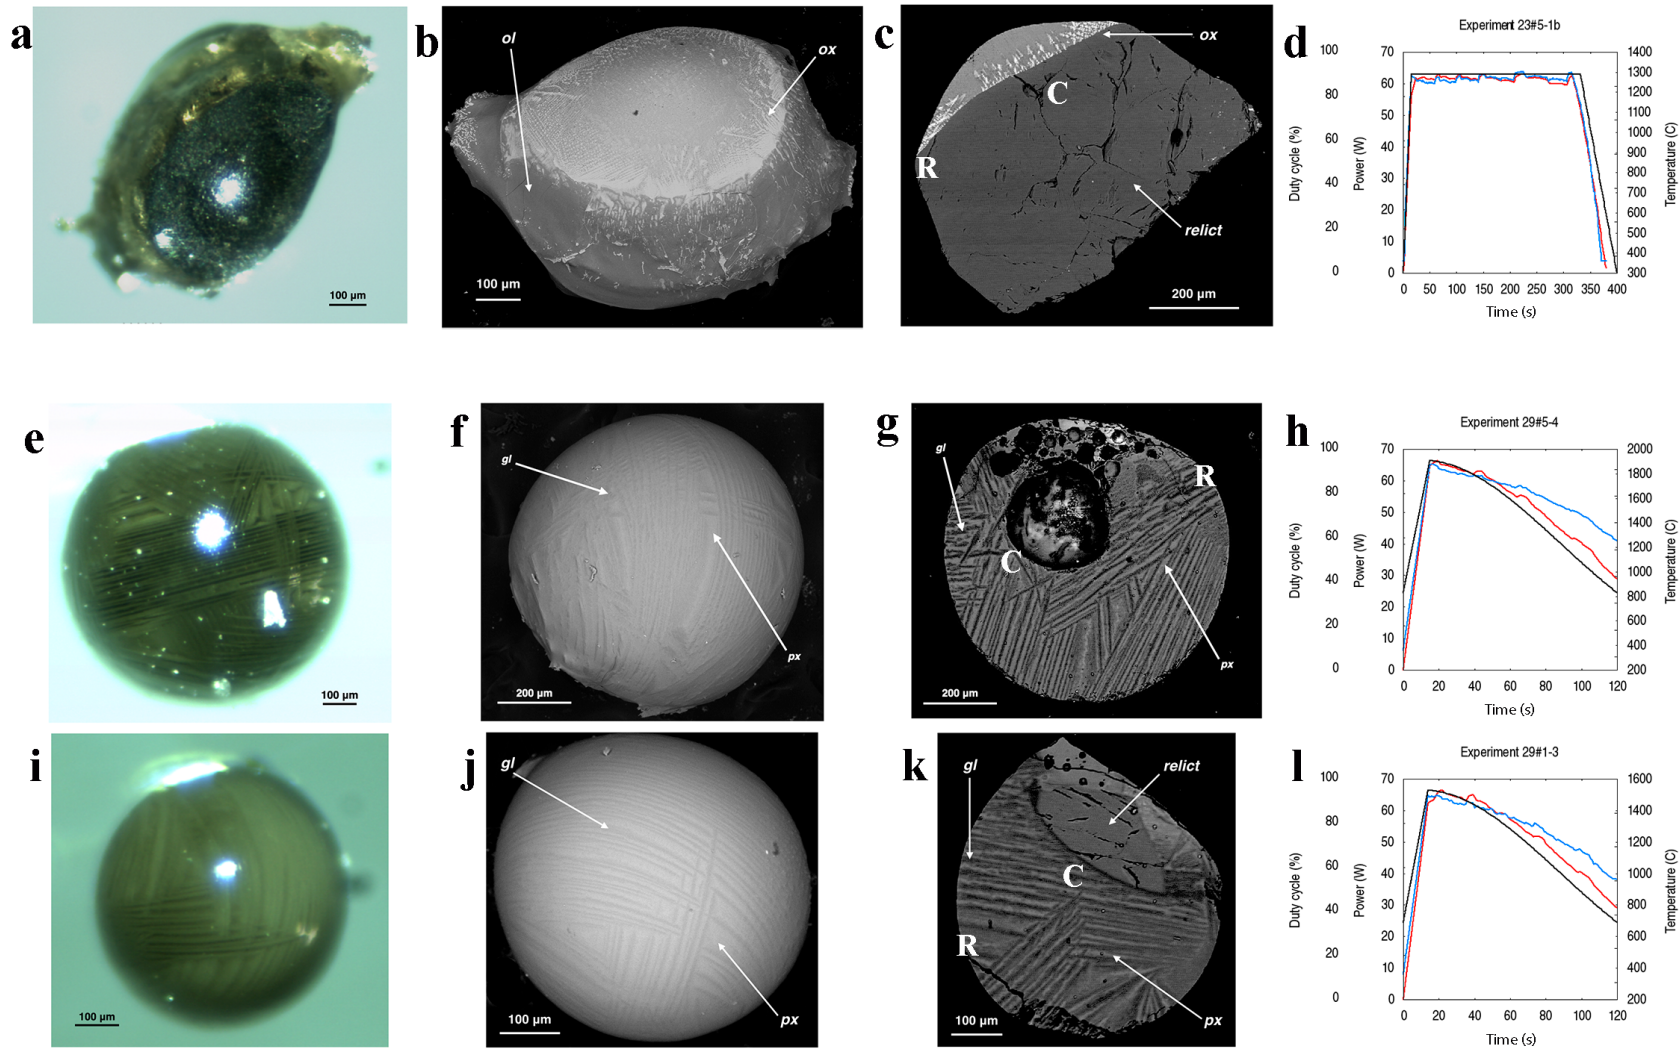 a
100 µm
b
ol
ox
100 µm
c
ox
C
R
relict
200 µm
d
Experiment 23#5-1b
100
80
60
40
20
0
Duty cycle (%)
70
60
50
40
30
20
10
0
Power (W)
1400
1300
1200
1100
1000
900
800
700
600
500
400
300
Temperature (C)
0 50 100 150 200 250 300 350 400
Time (s)
e
100 µm
f
gl
px
200 µm
g
gl
R
C
px
200 µm
h
Experiment 29#5-4
100
80
60
40
20
0
Duty cycle (%)
70
60
50
40
30
20
10
0
Power (W)
2000
1800
1600
1400
1200
1000
800
600
400
200
Temperature (C)
0 20 40 60 80 100 120
Time (s)
i
100 µm
j
gl
px
100 µm
k
gl
relict
C
R
px
100 µm
l
Experiment 29#1-3
100
80
60
40
20
0
Duty cycle (%)
70
60
50
40
30
20
10
0
Power (W)
1600
1400
1200
1000
800
600
400
200
Temperature (C)
0 20 40 60 80 100 120
Time (s)